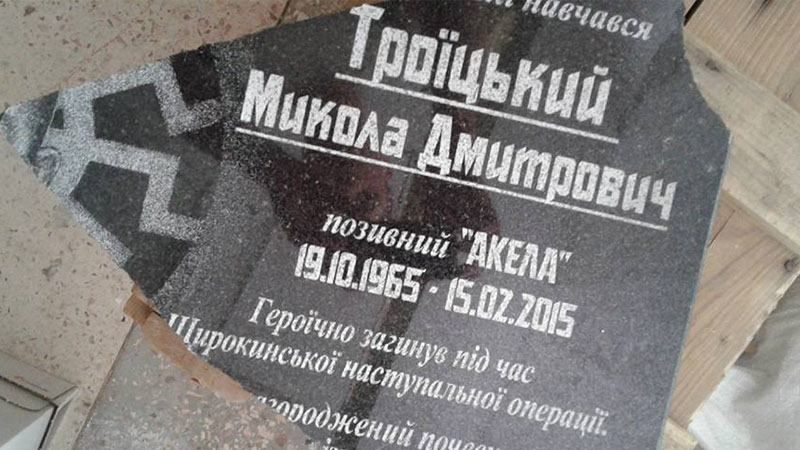 навчався
Троїцький
Микола Дмитрович
позивний "АКЕЛА"
19.10.1965 - 15.02.2015
Героїчно загинув під час
Широкинської наступальної операції.